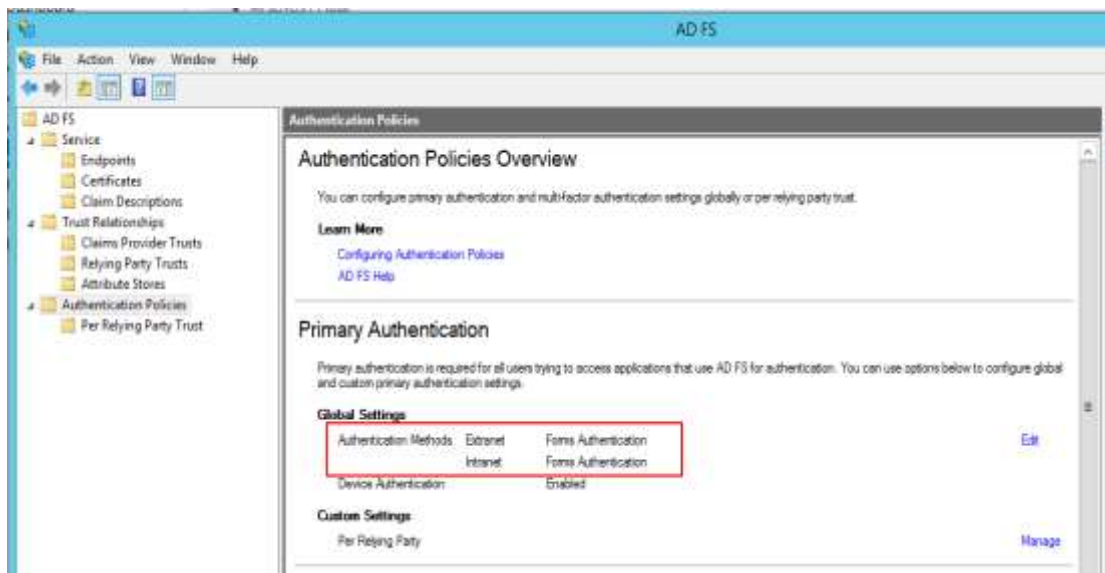 AD FS
File Action View Window Help
AD FS
Service
Endpoints
Certificates
Claim Descriptions
Trust Relationships
Claims Provider Trusts
Relying Party Trusts
Attribute Stores
Authentication Policies
Per Relying Party Trust
Authentication Policies
Authentication Policies Overview
You can configure primary authentication and multi-factor authentication settings globally or per relying party trust.
Learn More
Configuring Authentication Policies
AD FS Help
Primary Authentication
Primary authentication is required for all users trying to access applications that use AD FS for authentication. You can use options below to configure global
and custom primary authentication settings.
Global Settings
Authentication Methods Extranet Forms Authentication Edit
Intranet Forms Authentication
Device Authentication Enabled
Custom Settings
Per Relying Party Manage